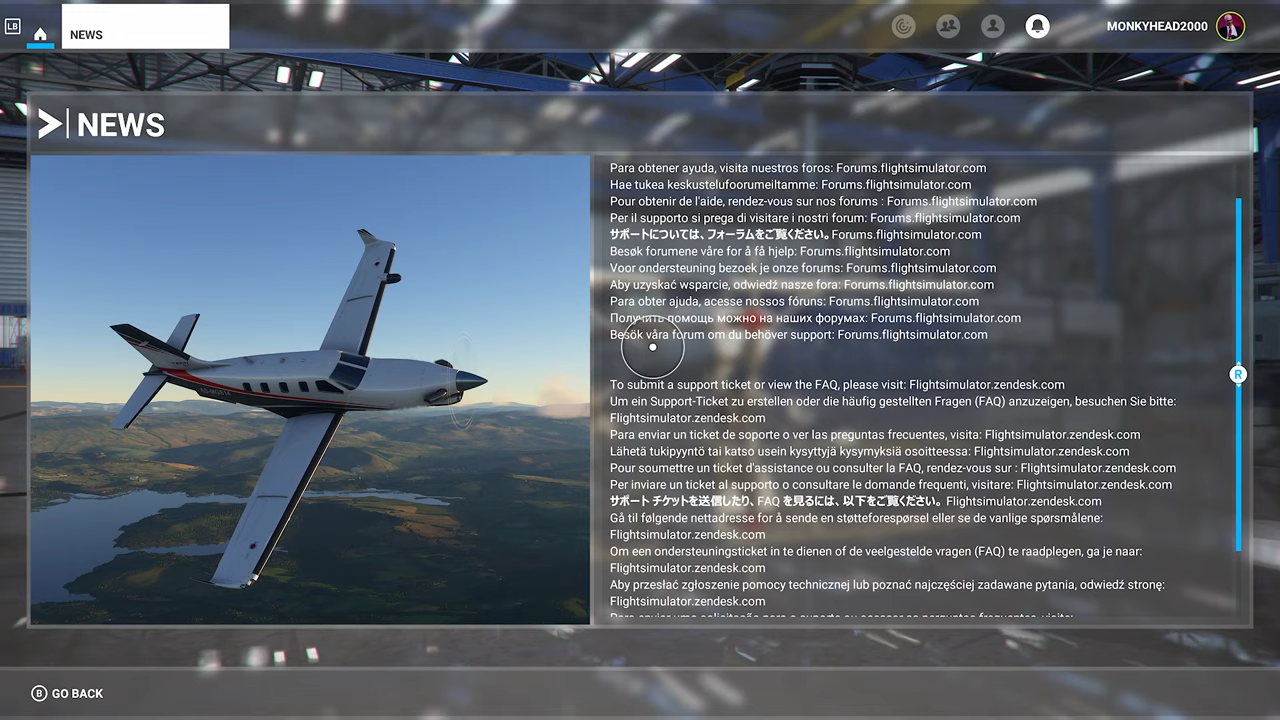 LB
NEWS
MONKYHEAD2000
NEWS
Para obtener ayuda, visita nuestros foros: Forums.flightsimulator.com
Hae tukea keskustelufoorumeiltamme: Forums.flightsimulator.com
Pour obtenir de l'aide, rendez-vous sur nos forums : Forums.flightsimulator.com
Per il supporto si prega di visitare i nostri forum: Forums.flightsimulator.com
サポートについては、フォーラムをご覧ください。Forums.flightsimulator.com
Besøk forumene våre for å få hjelp: Forums.flightsimulator.com
Voor ondersteuning bezoek je onze forums: Forums.flightsimulator.com
Aby uzyskać wsparcie, odwiedź nasze fora: Forums.flightsimulator.com
Para obter ajuda, acesse nossos fóruns: Forums.flightsimulator.com
Получить помощь можно на наших форумах: Forums.flightsimulator.com
Besök våra forum om du behöver support: Forums.flightsimulator.com
To submit a support ticket or view the FAQ, please visit: Flightsimulator.zendesk.com
Um ein Support-Ticket zu erstellen oder die häufig gestellten Fragen (FAQ) anzuzeigen, besuchen Sie bitte:
Flightsimulator.zendesk.com
Para enviar un ticket de soporte o ver las preguntas frecuentes, visita: Flightsimulator.zendesk.com
Lähetä tukipyyntö tai katso usein kysyttyjä kysymyksiä osoitteessa: Flightsimulator.zendesk.com
Pour soumettre un ticket d'assistance ou consulter la FAQ, rendez-vous sur : Flightsimulator.zendesk.com
Per inviare un ticket al supporto o consultare le domande frequenti, visitare: Flightsimulator.zendesk.com
サポート チケットを送信したり、FAQ を見るには、以下をご覧ください。 Flightsimulator.zendesk.com
Gå til følgende nettadresse for å sende en støtteforespørsel eller se de vanlige spørsmålene:
Flightsimulator.zendesk.com
Om een ondersteuningsticket in te dienen of de veelgestelde vragen (FAQ) te raadplegen, ga je naar:
Flightsimulator.zendesk.com
Aby przesłać zgłoszenie pomocy technicznej lub poznać najczęściej zadawane pytania, odwiedź stronę:
Flightsimulator.zendesk.com
R
B GO BACK